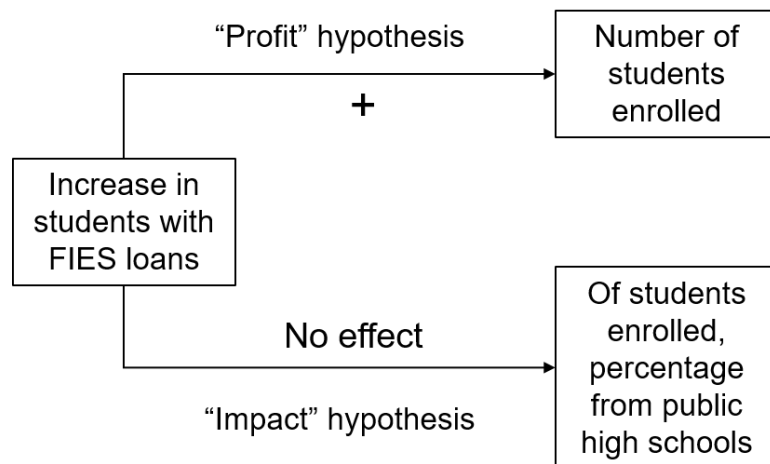 “Profit” hypothesis
+
Number of
students
enrolled
Increase in
students with
FIES loans
No effect
“Impact” hypothesis
Of students
enrolled,
percentage
from public
high schools